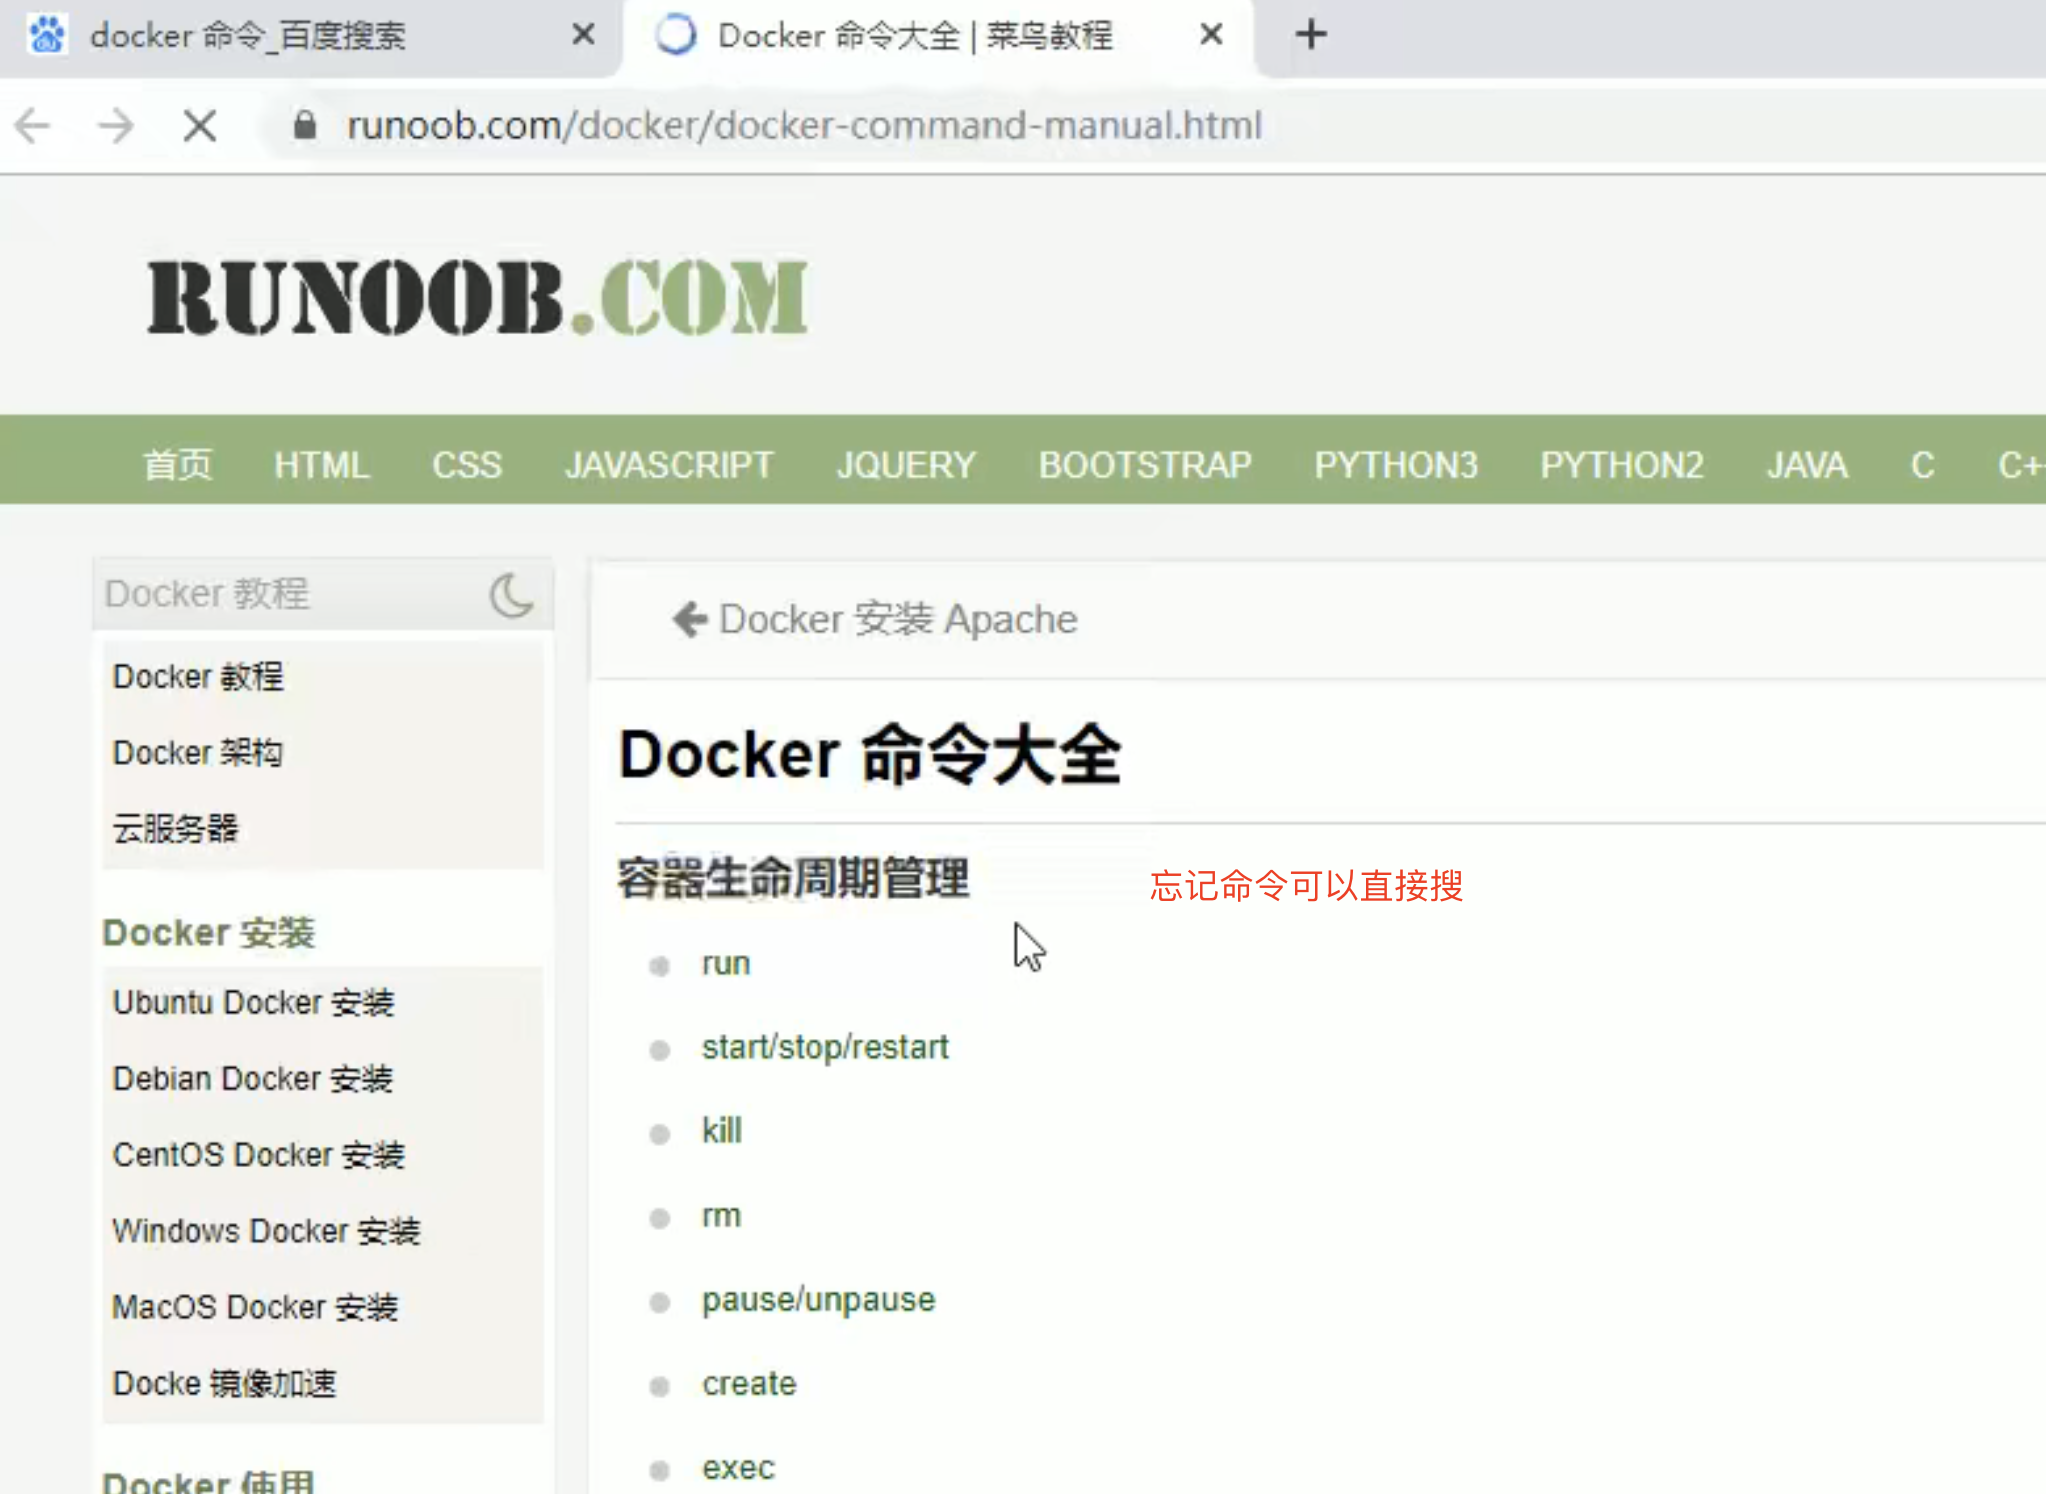 docker 命令_百度搜索
Docker 命令大全 | 菜鸟教程
runoob.com/docker/docker-command-manual.html
RUNOOB.COM
首页 HTML CSS JAVASCRIPT JQUERY BOOTSTRAP PYTHON3 PYTHON2 JAVA C C+
Docker 教程
Docker 教程
Docker 架构
云服务器
Docker 安装
Ubuntu Docker 安装
Debian Docker 安装
CentOS Docker 安装
Windows Docker 安装
MacOS Docker 安装
Docke 镜像加速
Docker 使用
Docker 安装 Apache
Docker 命令大全
容器生命周期管理
忘记命令可以直接搜
run
start/stop/restart
kill
rm
pause/unpause
create
exec